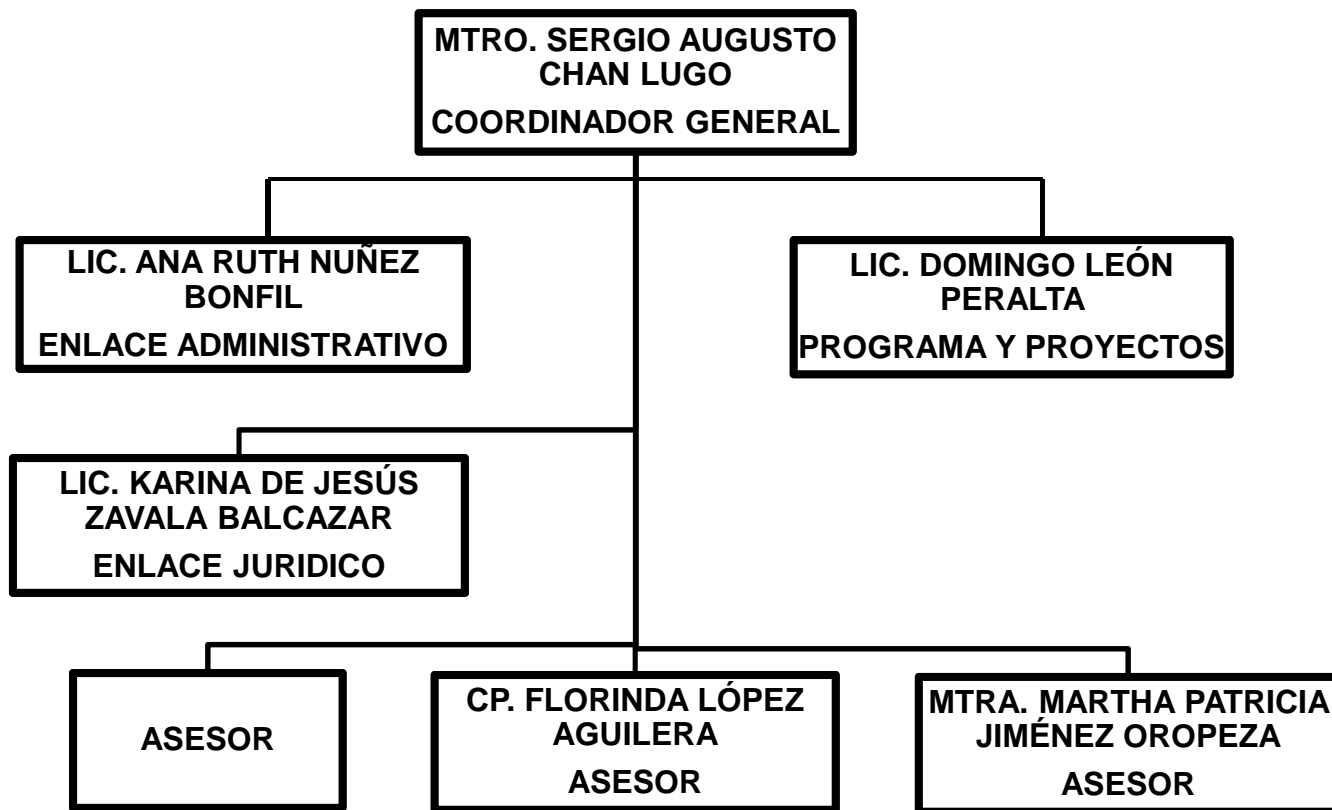 MTRO. SERGIO AUGUSTO
CHAN LUGO
COORDINADOR GENERAL
LIC. ANA RUTH NUÑEZ
BONFIL
ENLACE ADMINISTRATIVO
LIC. DOMINGO LEÓN
PERALTA
PROGRAMA Y PROYECTOS
LIC. KARINA DE JESÚS
ZAVALA BALCAZAR
ENLACE JURIDICO
ASESOR
CP. FLORINDA LÓPEZ
AGUILERA
ASESOR
MTRA. MARTHA PATRICIA
JIMÉNEZ OROPEZA
ASESOR